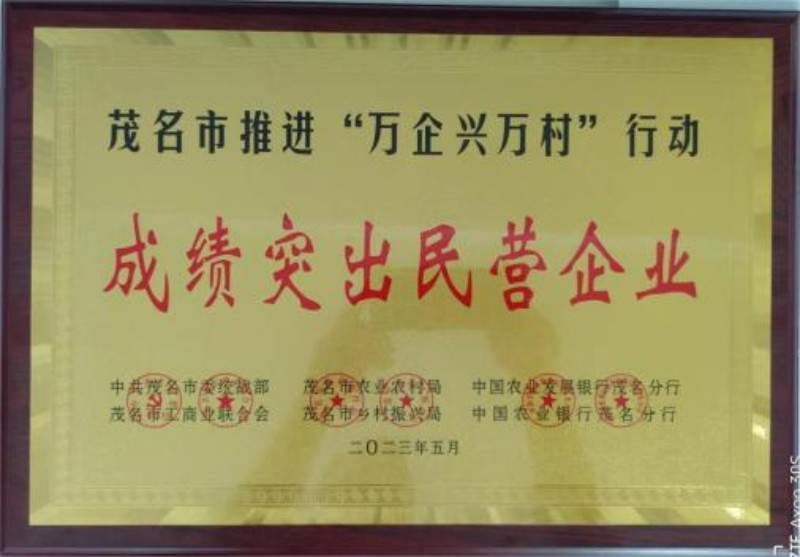 茂名市推进“万企兴万村”行动
成绩突出民营企业
中共茂名市委统战部 茂名市农业农村局 中国农业发展银行茂名分行
茂名市工商业联合会 茂名市乡村振兴局 中国农业银行茂名分行
二〇二三年五月
ZTE Axon 30S